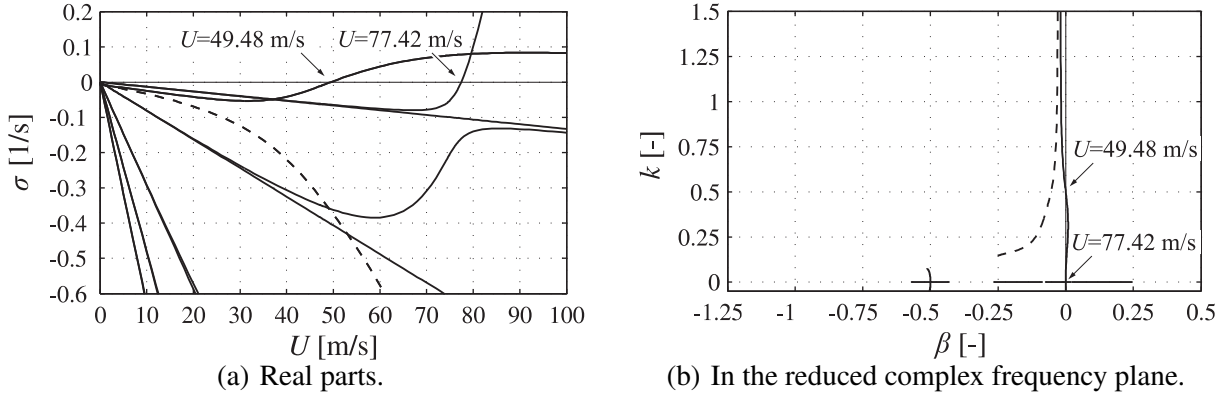 0.2
0.1
0
-0.1
-0.2
-0.3
-0.4
-0.5
-0.6
σ [1/s]
U=49.48 m/s
U=77.42 m/s
0 10 20 30 40 50 60 70 80 90 100
U [m/s]
(a) Real parts.
1.5
1.25
1
0.75
0.5
0.25
0
k [-]
U=49.48 m/s
U=77.42 m/s
-1.25 -1 -0.75 -0.5 -0.25 0 0.25 0.5
β [-]
(b) In the reduced complex frequency plane.